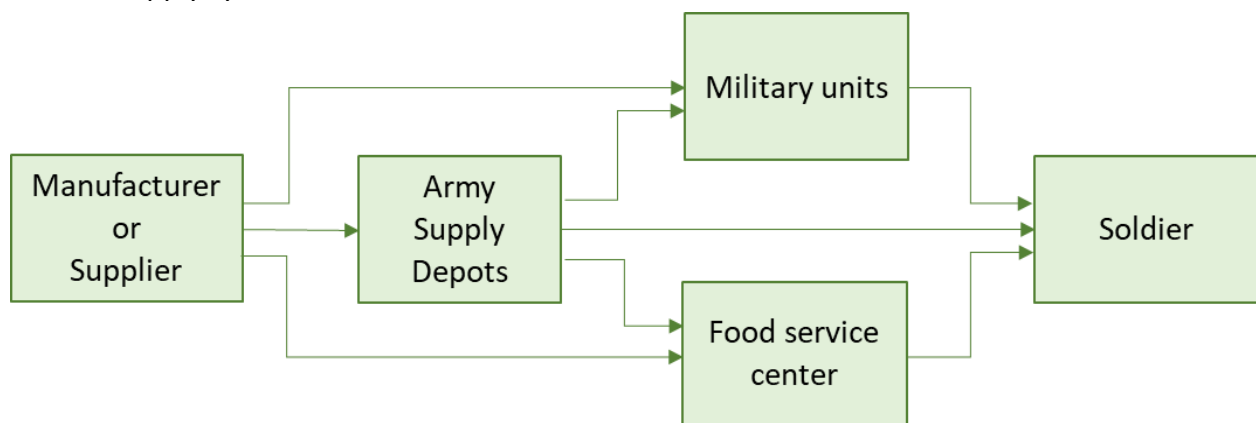 Military units
Manufacturer
or
Supplier
Army
Supply
Depots
Soldier
Food service
center